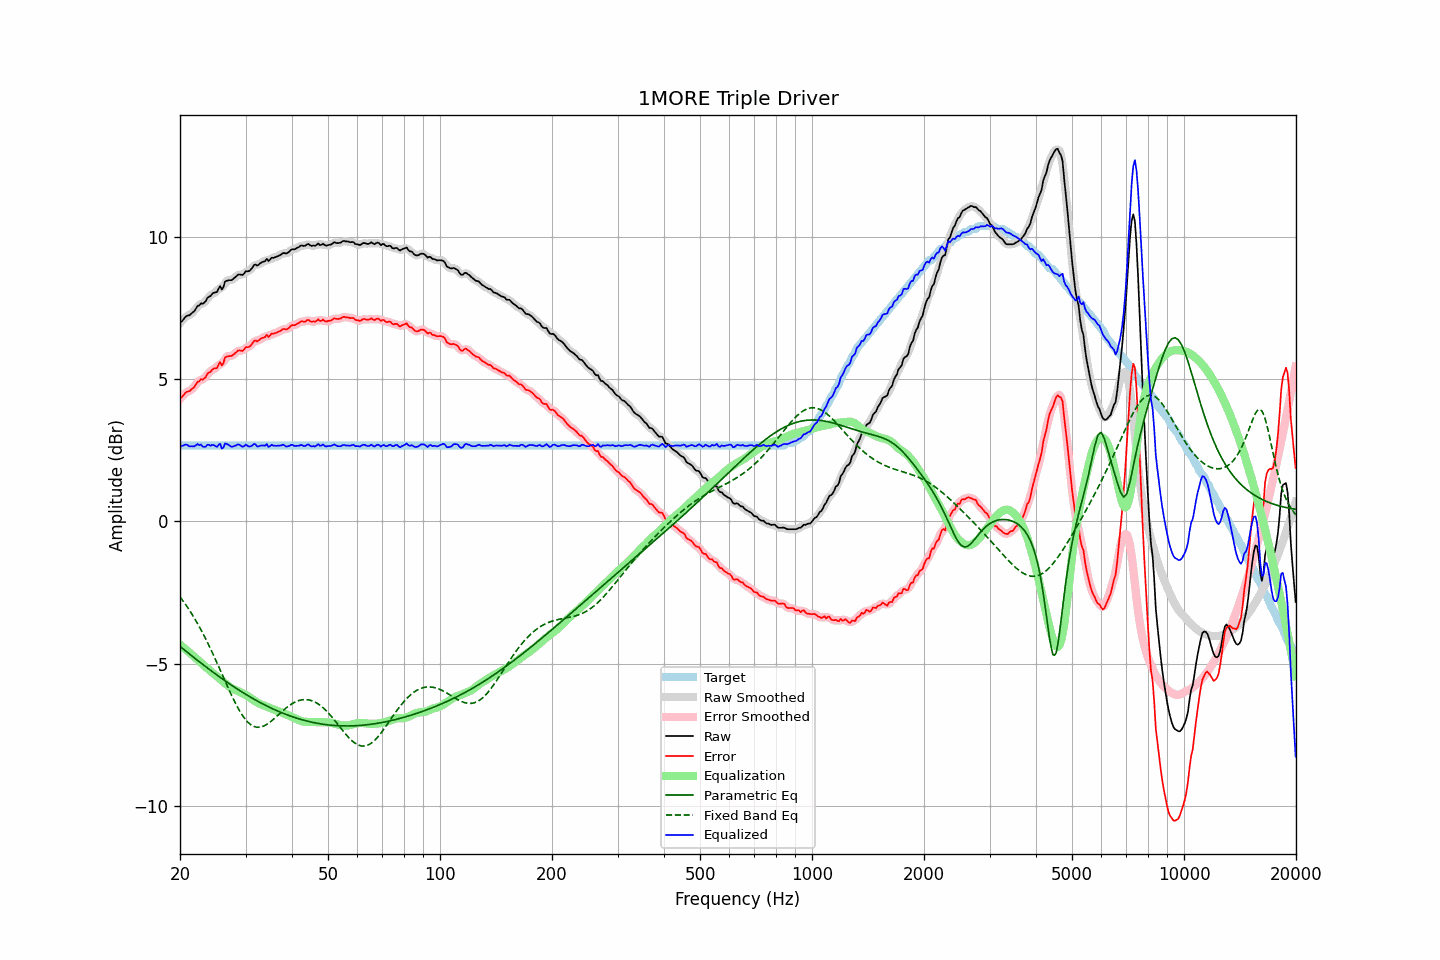 1MORE Triple Driver
Amplitude (dBr)
10
5
0
−5
−10
Target
Raw Smoothed
Error Smoothed
Raw
Error
Equalization
Parametric Eq
Fixed Band Eq
Equalized
20 50 100 200 500 1000 2000 5000 10000 20000
Frequency (Hz)